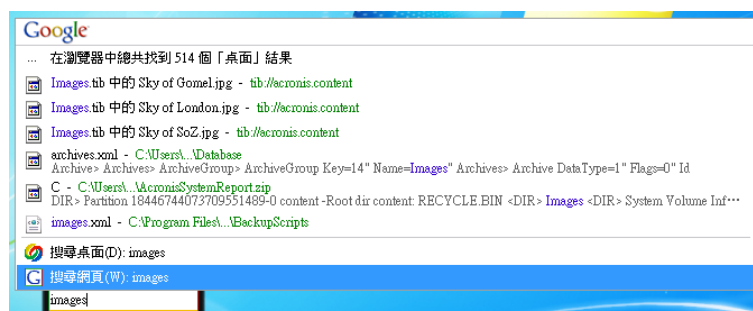 Google
... 在瀏覽器中總共找到 514 個「桌面」結果
Images.tib 中的 Sky of Gomel.jpg - tib://acronis.content
Images.tib 中的 Sky of London.jpg - tib://acronis.content
Images.tib 中的 Sky of SoZ.jpg - tib://acronis.content
archives.xml - C:\Users\...\Database
Archive> Archives> ArchiveGroup> ArchiveGroup Key=14" Name=Images" Archives> Archive DataType=1" Flags=0" Id
C - C:\Users\...\AcronisSystemReport.zip
DIR> Partition 18446744073709551489-0 content -Root dir content: RECYCLE.BIN <DIR> Images <DIR> System Volume Inf...
images.xml - C:\Program Files\...\BackupScripts
搜尋桌面(D): images
搜尋網頁(W): images
images